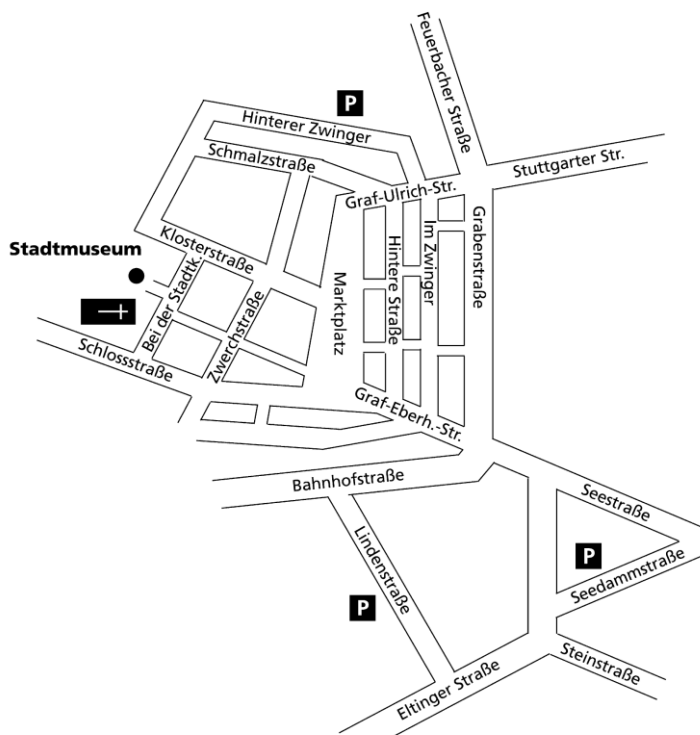 Feuerbacher Straße
P
Hinterer Zwinger
Stuttgarter Str.
Schmalzstraße
Graf-Ulrich-Str.
Klosterstraße
Stadtmuseum
Bei der Stadtk.
Zwerchstraße
Marktplatz
Hintere Straße
Im Zwinger
Grabenstraße
Schlossstraße
Graf-Eberh.-Str.
Bahnhofstraße
Seestraße
Lindenstraße
P
Seedammstraße
P
Steinstraße
Eltinger Straße